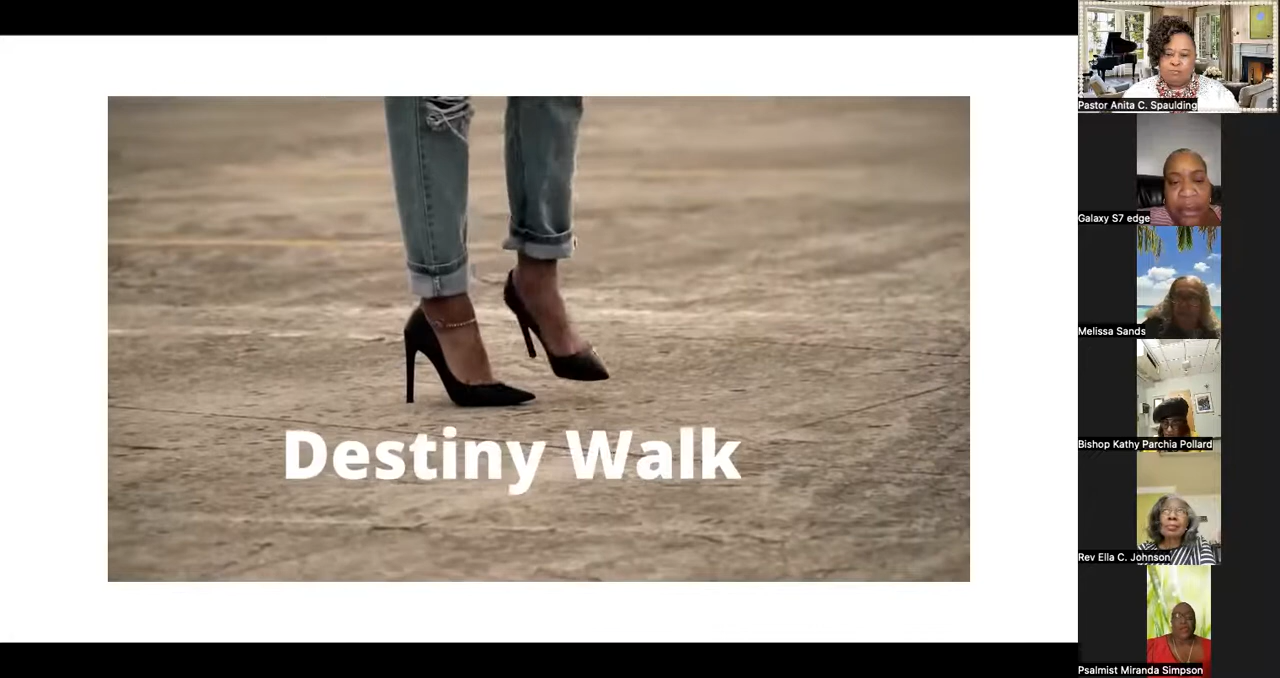 Destiny Walk
Pastor Anita C. Spaulding
Galaxy S7 edge
Melissa Sands
Bishop Kathy Parchia Pollard
Rev Ella C. Johnson
Psalmist Miranda Simpson